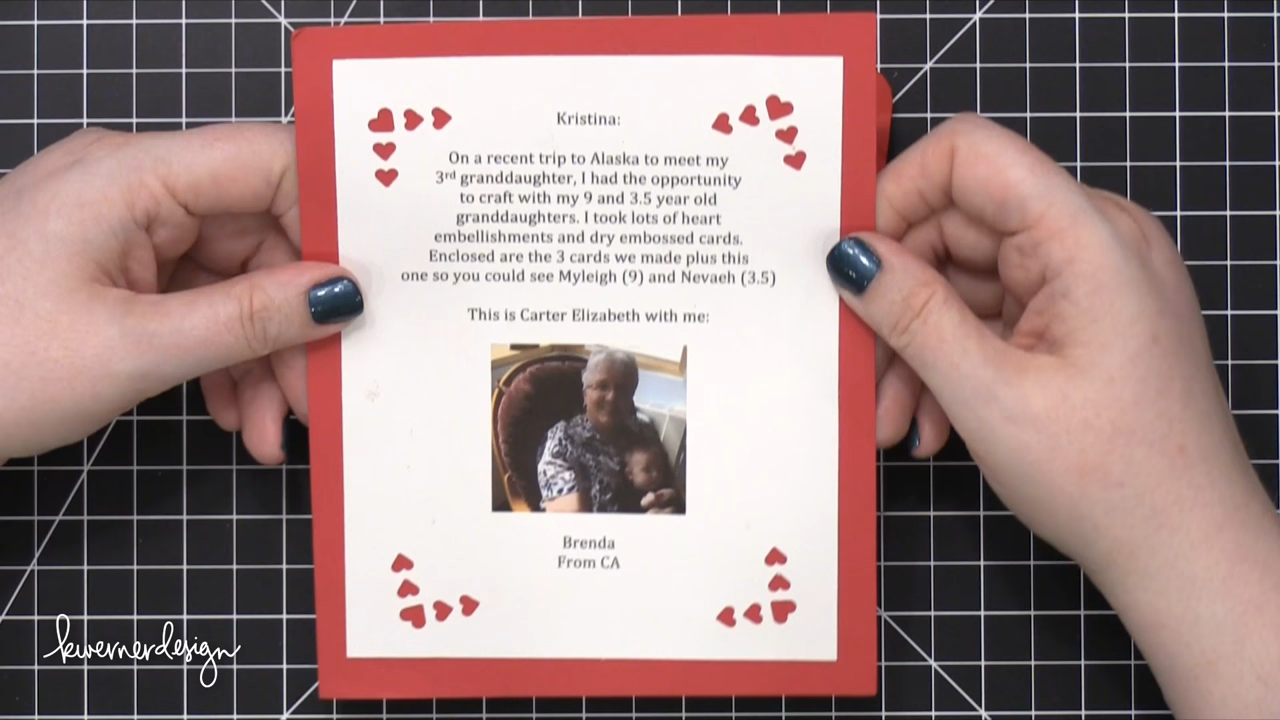 Kristina:
On a recent trip to Alaska to meet my
3rd granddaughter, I had the opportunity
to craft with my 9 and 3.5 year old
granddaughters. I took lots of heart
embellishments and dry embossed cards.
Enclosed are the 3 cards we made plus this
one so you could see Myleigh (9) and Nevaeh (3.5)
This is Carter Elizabeth with me:
Brenda
From CA
kwernerdesign